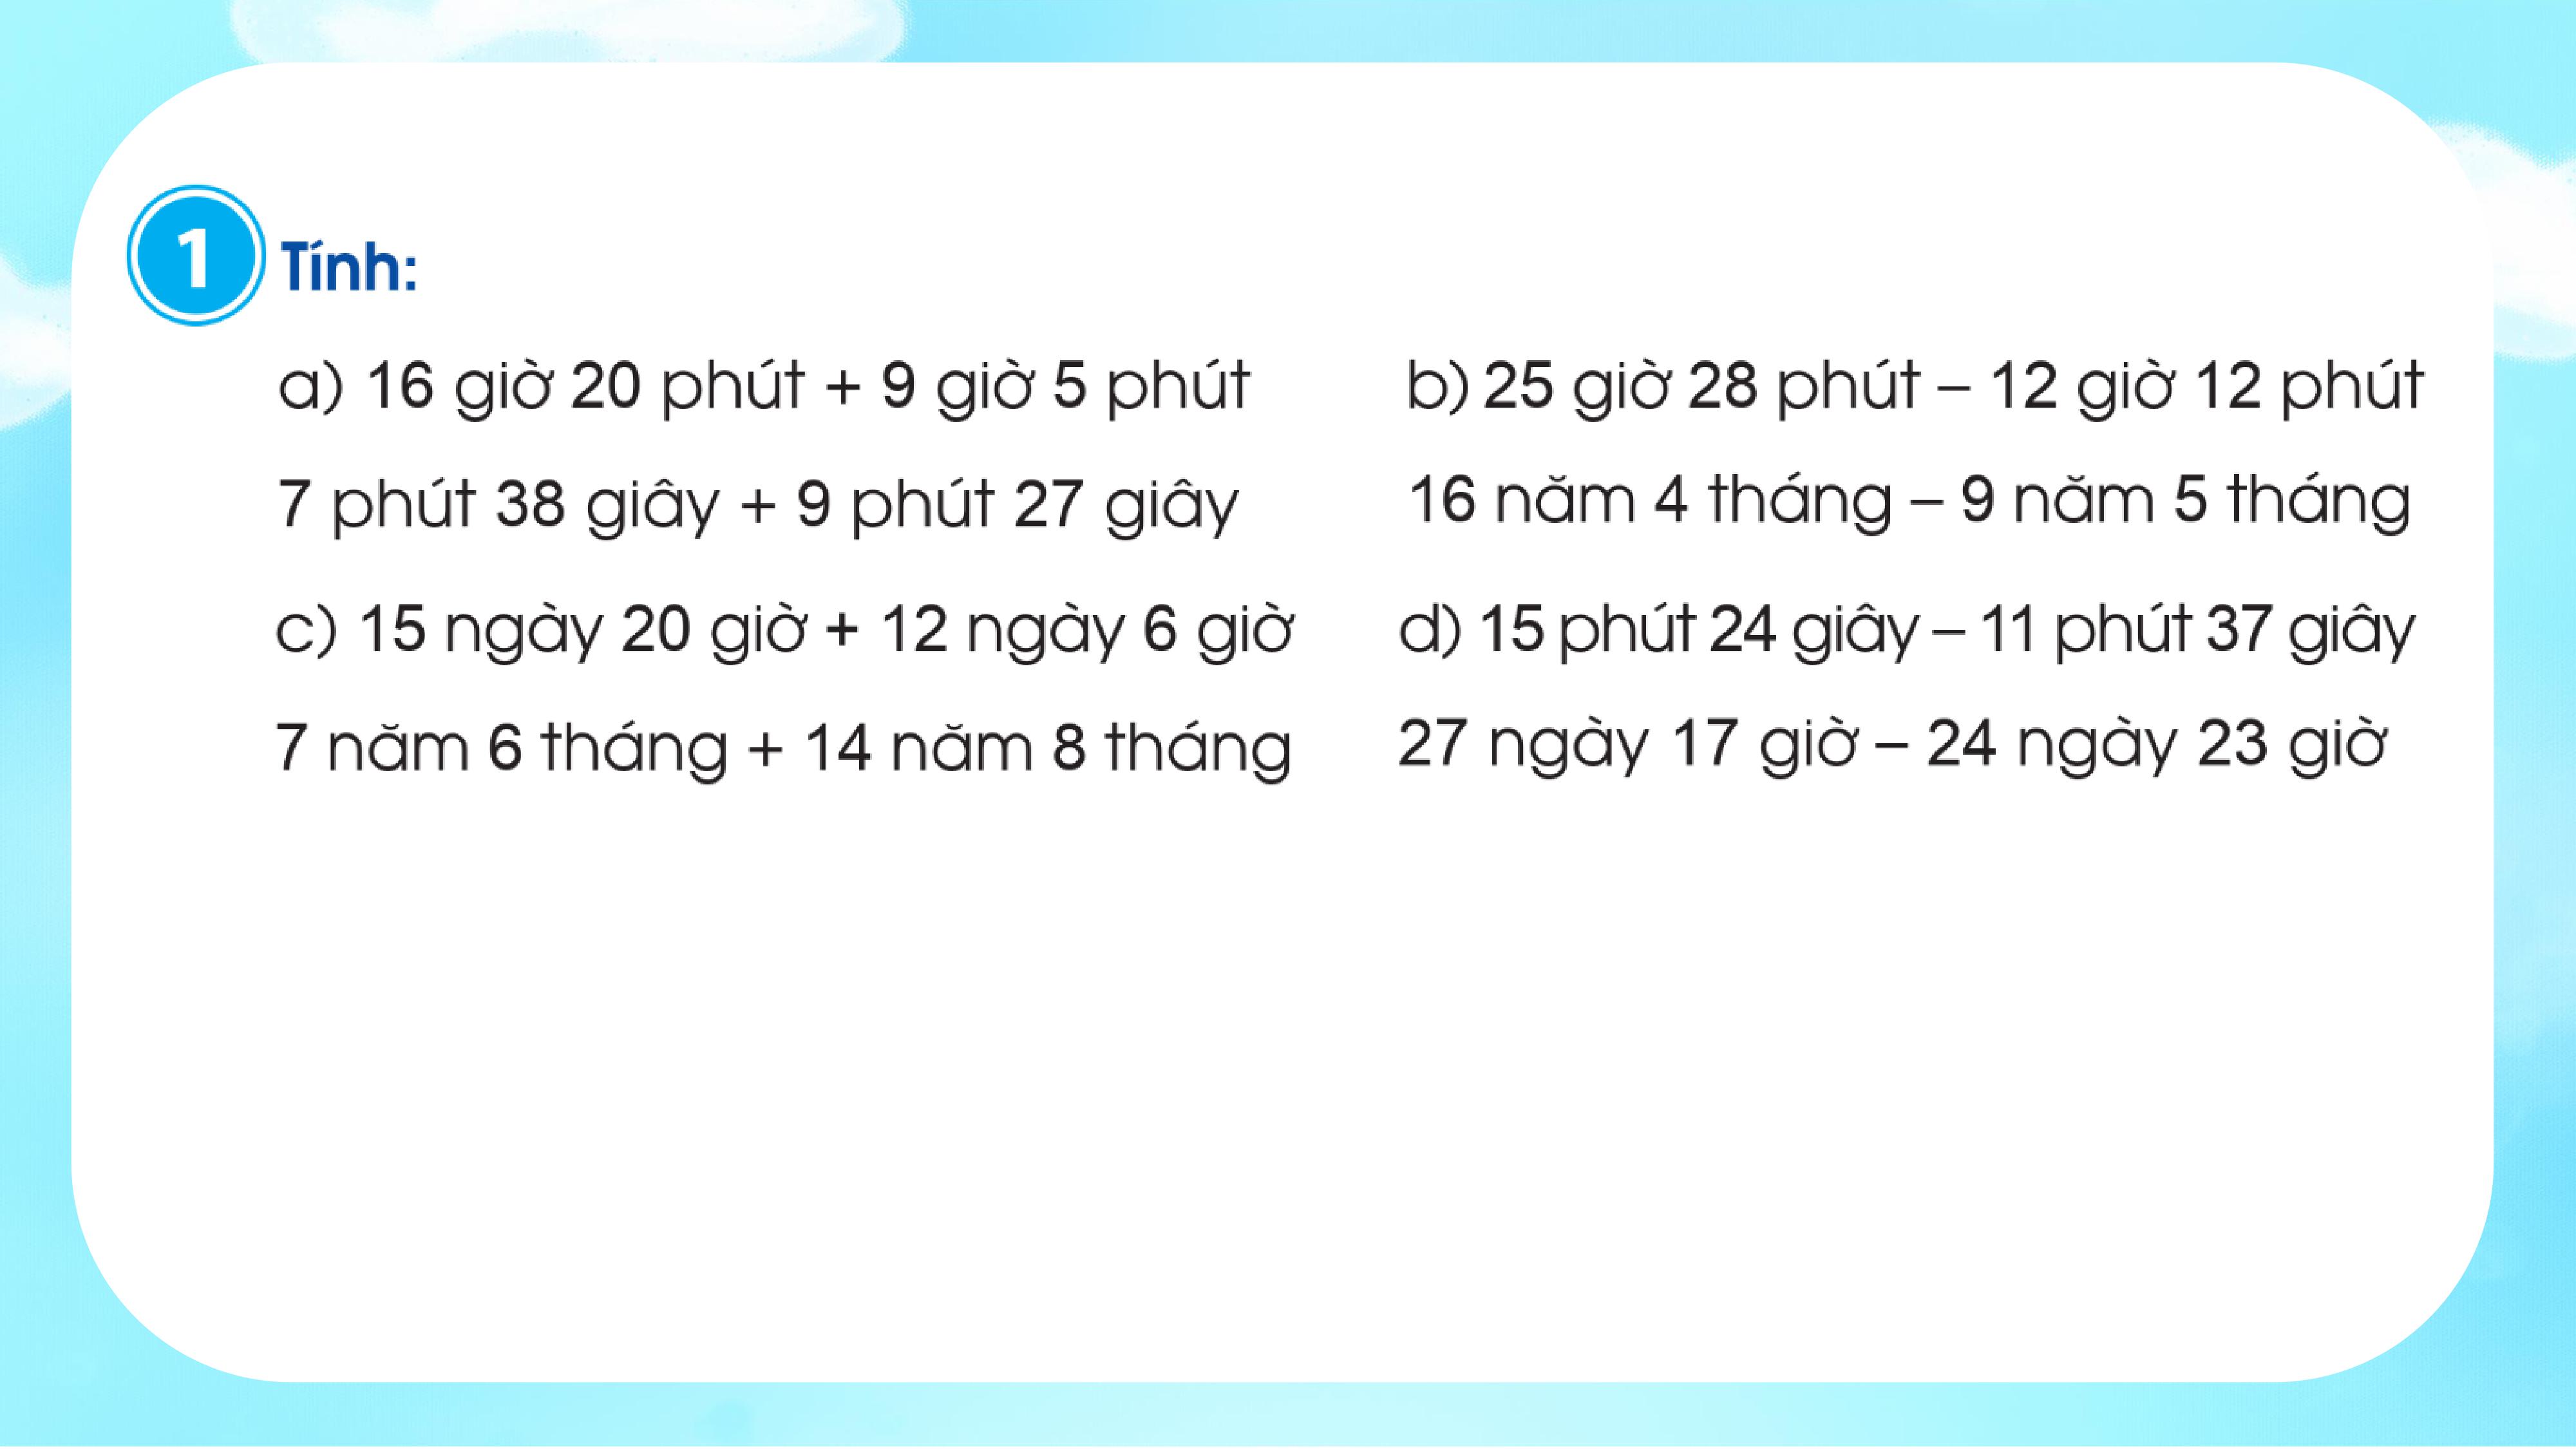 1 Tính:
a) 16 giờ 20 phút + 9 giờ 5 phút
7 phút 38 giây + 9 phút 27 giây
b) 25 giờ 28 phút – 12 giờ 12 phút
16 năm 4 tháng – 9 năm 5 tháng
c) 15 ngày 20 giờ + 12 ngày 6 giờ
7 năm 6 tháng + 14 năm 8 tháng
d) 15 phút 24 giây – 11 phút 37 giây
27 ngày 17 giờ – 24 ngày 23 giờ